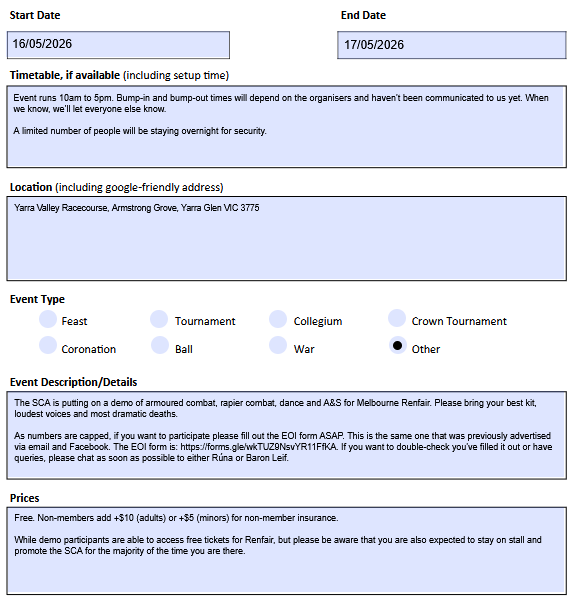 Start Date
End Date
16/05/2026
17/05/2026
Timetable, if available (including setup time)
Event runs 10am to 5pm. Bump-in and bump-out times will depend on the organisers and haven't been communicated to us yet. When
we know, we'll let everyone else know.
A limited number of people will be staying overnight for security.
Location (including google-friendly address)
Yarra Valley Racecourse, Armstrong Grove, Yarra Glen VIC 3775
Event Type
Feast
Tournament
Collegium
Crown Tournament
Coronation
Ball
War
Other
Event Description/Details
The SCA is putting on a demo of armoured combat, rapier combat, dance and A&S for Melbourne Renfair. Please bring your best kit,
loudest voices and most dramatic deaths.
As numbers are capped, if you want to participate please fill out the EOI form ASAP. This is the same one that was previously advertised
via email and Facebook. The EOI form is: https://forms.gle/wkTUZ9NsvYR11FfKA. If you want to double-check you've filled it out or have
queries, please chat as soon as possible to either Rúna or Baron Leif.
Prices
Free. Non-members add +$10 (adults) or +$5 (minors) for non-member insurance.
While demo participants are able to access free tickets for Renfair, but please be aware that you are also expected to stay on stall and
promote the SCA for the majority of the time you are there.